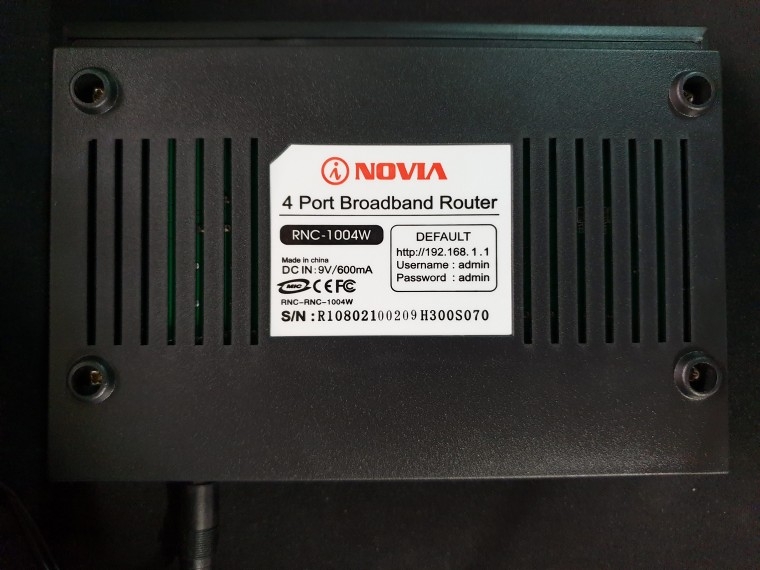 i NOVIA
4 Port Broadband Router
RNC-1004W
Made in china
DC IN : 9V/600mA
MIC CE FC
RNC-RNC-1004W
DEFAULT
http://192.168.1.1
Username : admin
Password : admin
S/N : R10802100209H300S070